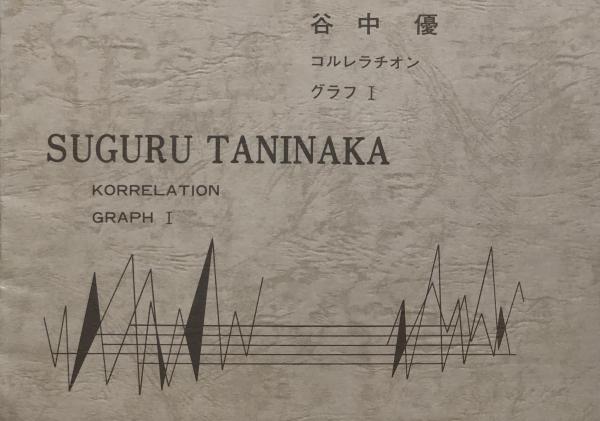 谷中 優
コルレラチオン
グラフ I
SUGURU TANINAKA
KORRELATION
GRAPH I